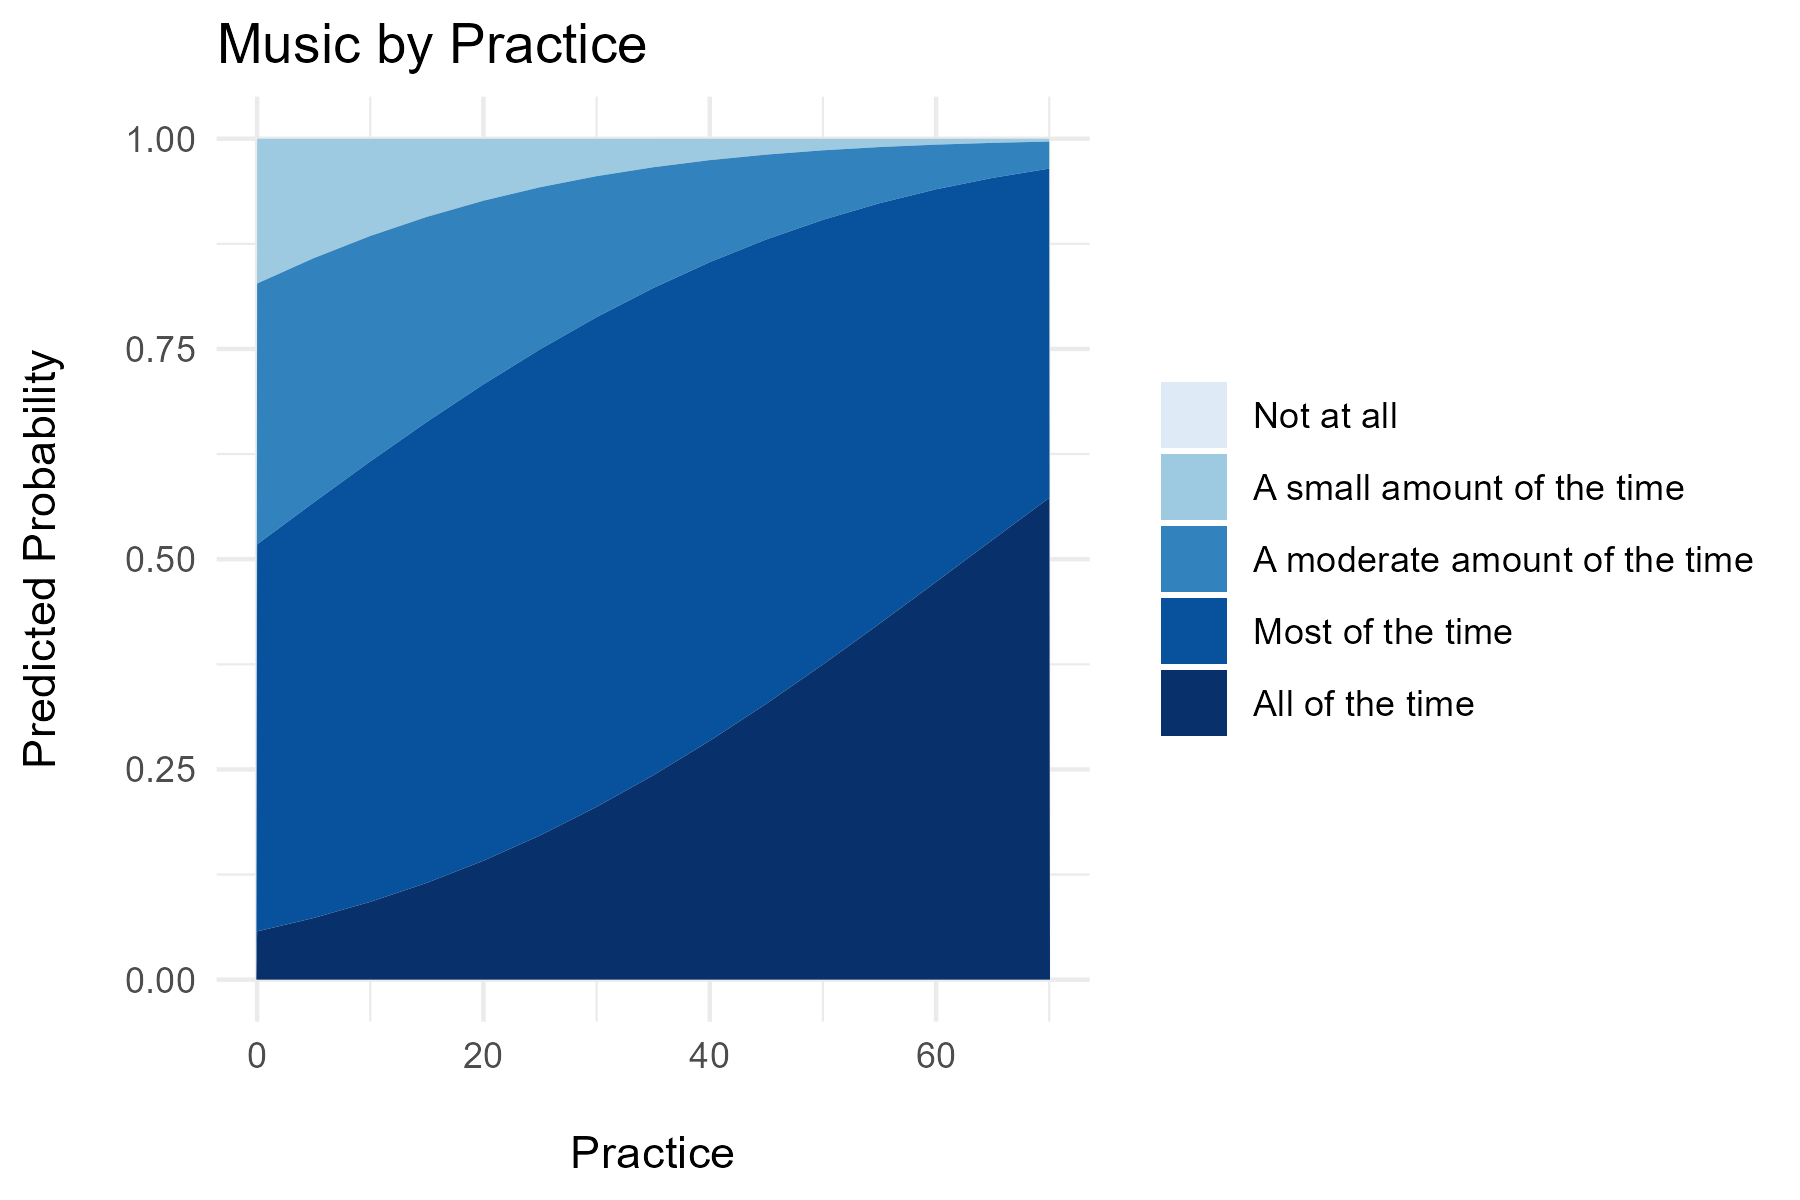 Music by Practice
1.00
0.75
0.50
0.25
0.00
Predicted Probability
0 20 40 60
Practice
Not at all
A small amount of the time
A moderate amount of the time
Most of the time
All of the time